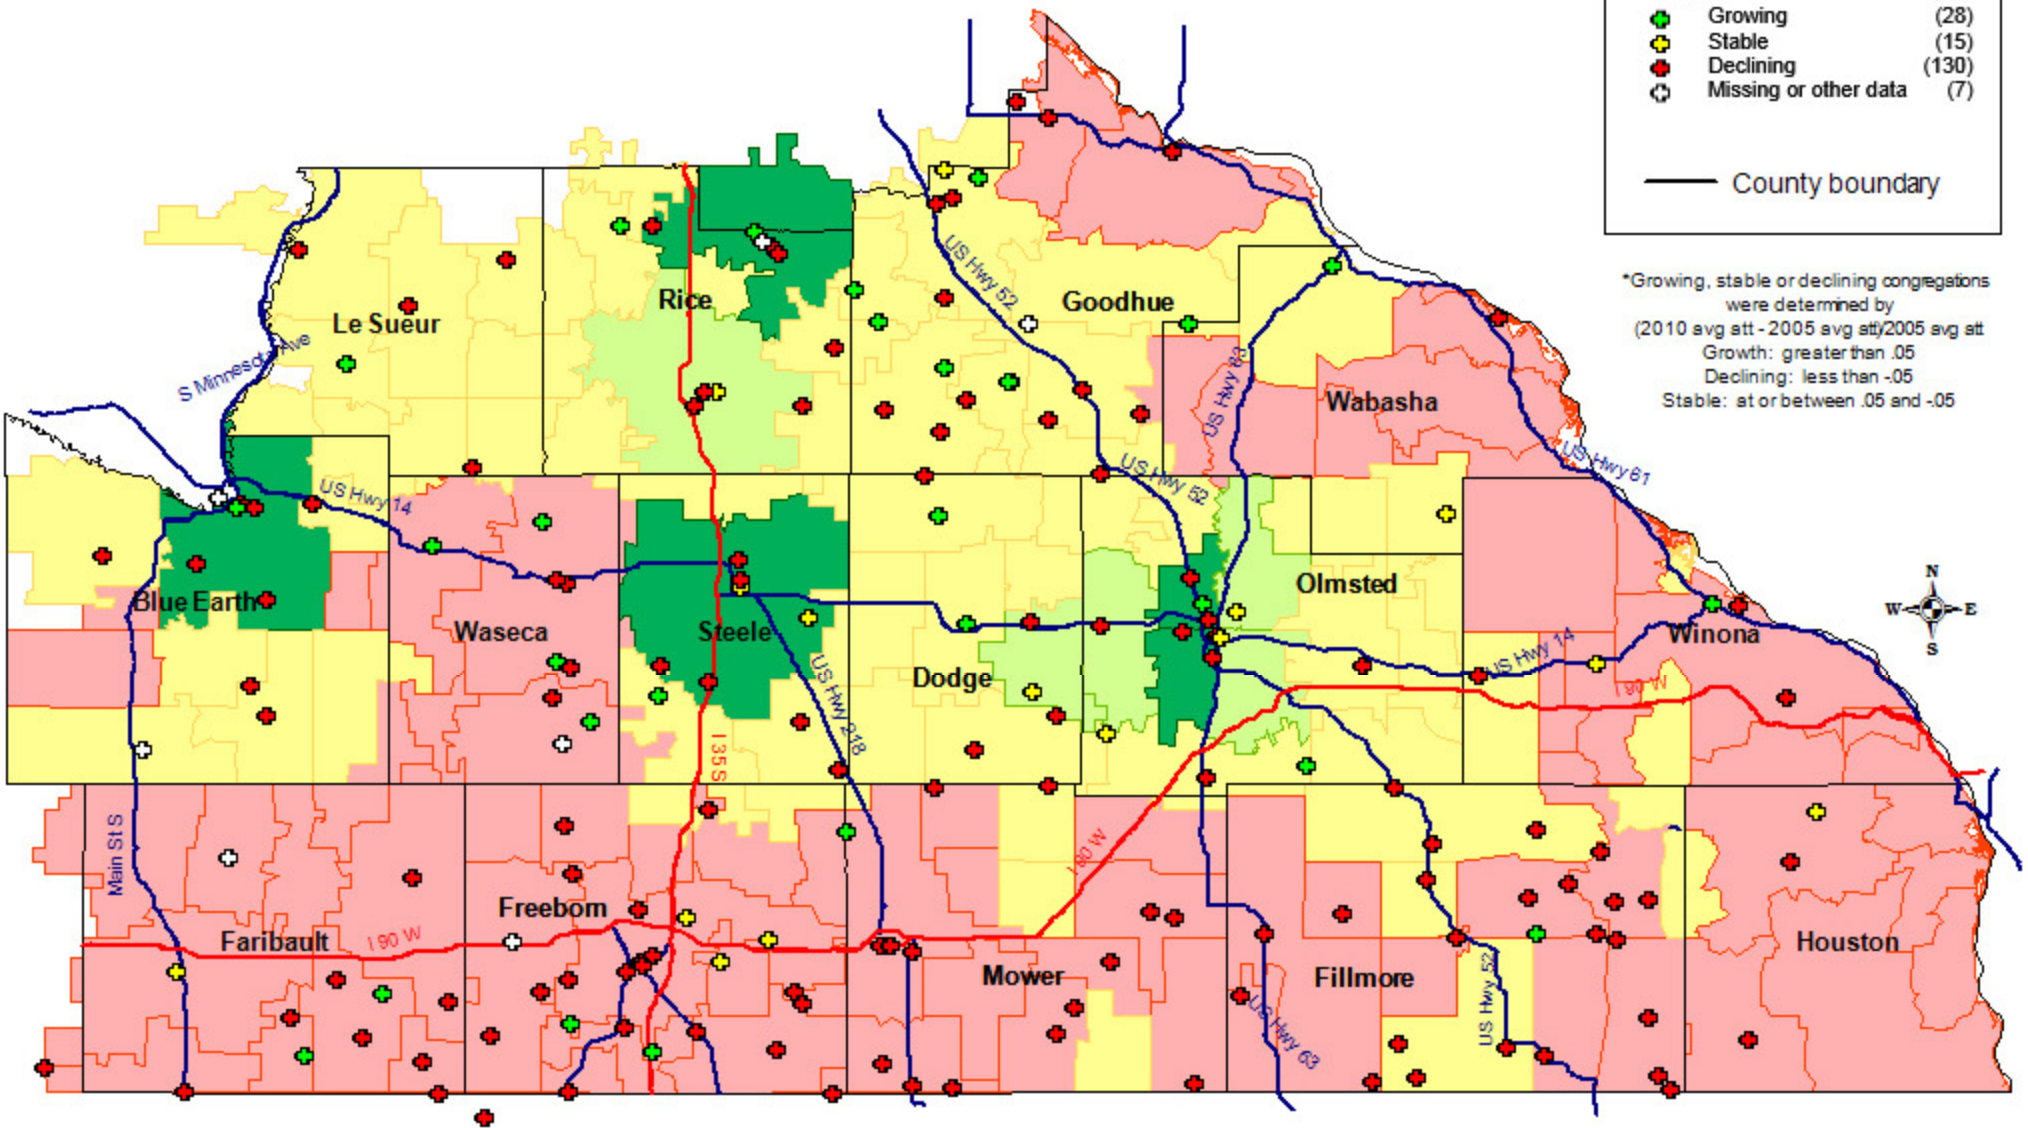 Growing (28)
Stable (15)
Declining (130)
Missing or other data (7)
County boundary
*Growing, stable or declining congregations
were determined by
(2010 avg att - 2005 avg att)/2005 avg att
Growth: greater than .05
Declining: less than -.05
Stable: at or between .05 and -.05
N
W E
S
US Hwy 52
Rice
Goodhue
Le Sueur
S Minnesota Ave
US Hwy 63
Wabasha
US Hwy 61
US Hwy 52
US Hwy 14
Olmsted
Blue Earth
Waseca
Steele
Winona
US Hwy 14
Dodge
US Hwy 218
I 90 W
I 35 S
Main St S
I 90 W
Freeborn
Faribault
I 90 W
Houston
Mower
Fillmore
US Hwy 52
US Hwy 63